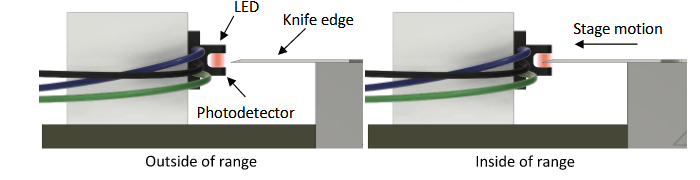 LED
Knife edge
Photodetector
Outside of range
Stage motion
Inside of range